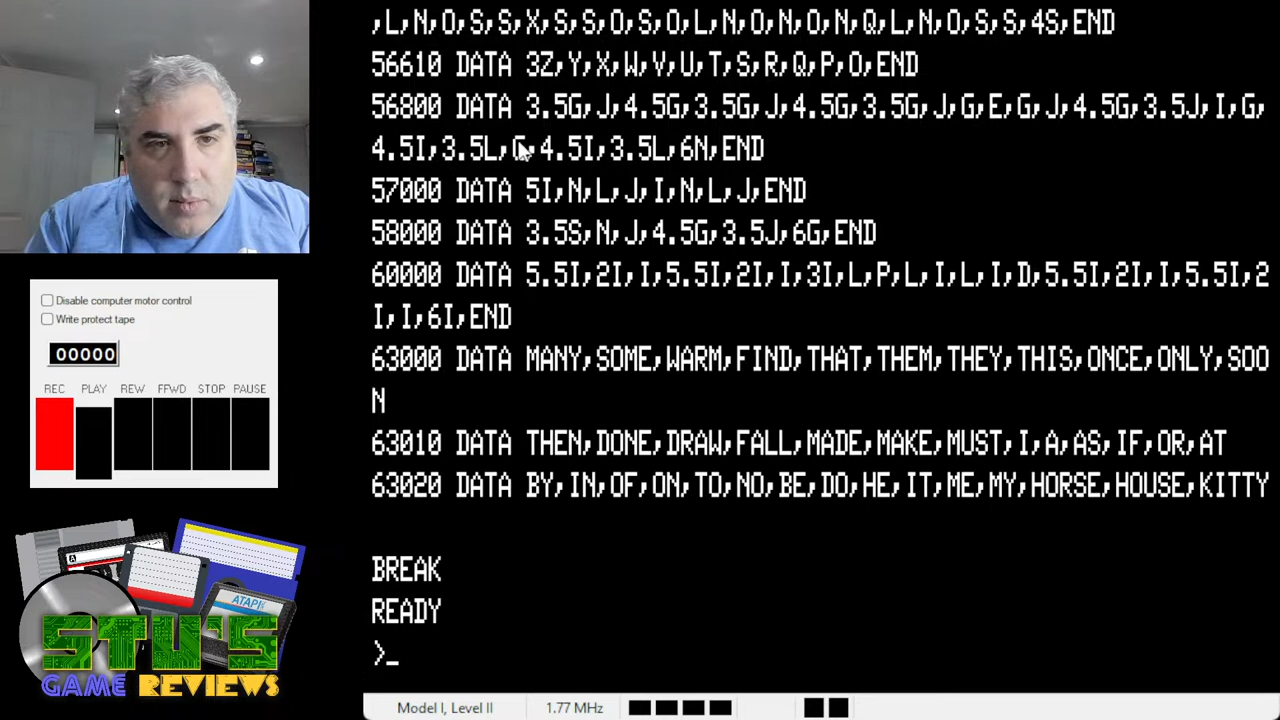 ,L,N,O,S,S,X,S,S,O,S,O,L,N,O,N,O,N,Q,L,N,O,S,S,4S,END
56610 DATA 3Z,Y,X,W,V,U,T,S,R,Q,P,O,END
56800 DATA 3.5G,J,4.5G,3.5G,J,4.5G,3.5G,J,G,E,G,J,4.5G,3.5J,I,G,
4.5I,3.5L,G,4.5I,3.5L,6N,END
57000 DATA 5I,N,L,J,I,N,L,J,END
58000 DATA 3.5S,N,J,4.5G,3.5J,6G,END
60000 DATA 5.5I,2I,I,5.5I,2I,I,3I,L,P,L,I,L,I,D,5.5I,2I,I,5.5I,2
I,I,6I,END
63000 DATA MANY,SOME,WARM,FIND,THAT,THEM,THEY,THIS,ONCE,ONLY,SOO
N
63010 DATA THEN,DONE,DRAW,FALL,MADE,MAKE,MUST,I,A,AS,IF,OR,AT
63020 DATA BY,IN,OF,ON,TO,NO,BE,DO,HE,IT,ME,MY,HORSE,HOUSE,KITTY
BREAK
READY
>_
Disable computer motor control
Write protect tape
00000
REC PLAY REW FFWD STOP PAUSE
A
ATARI
STU'S
GAME REVIEWS
Model I, Level II 1.77 MHz